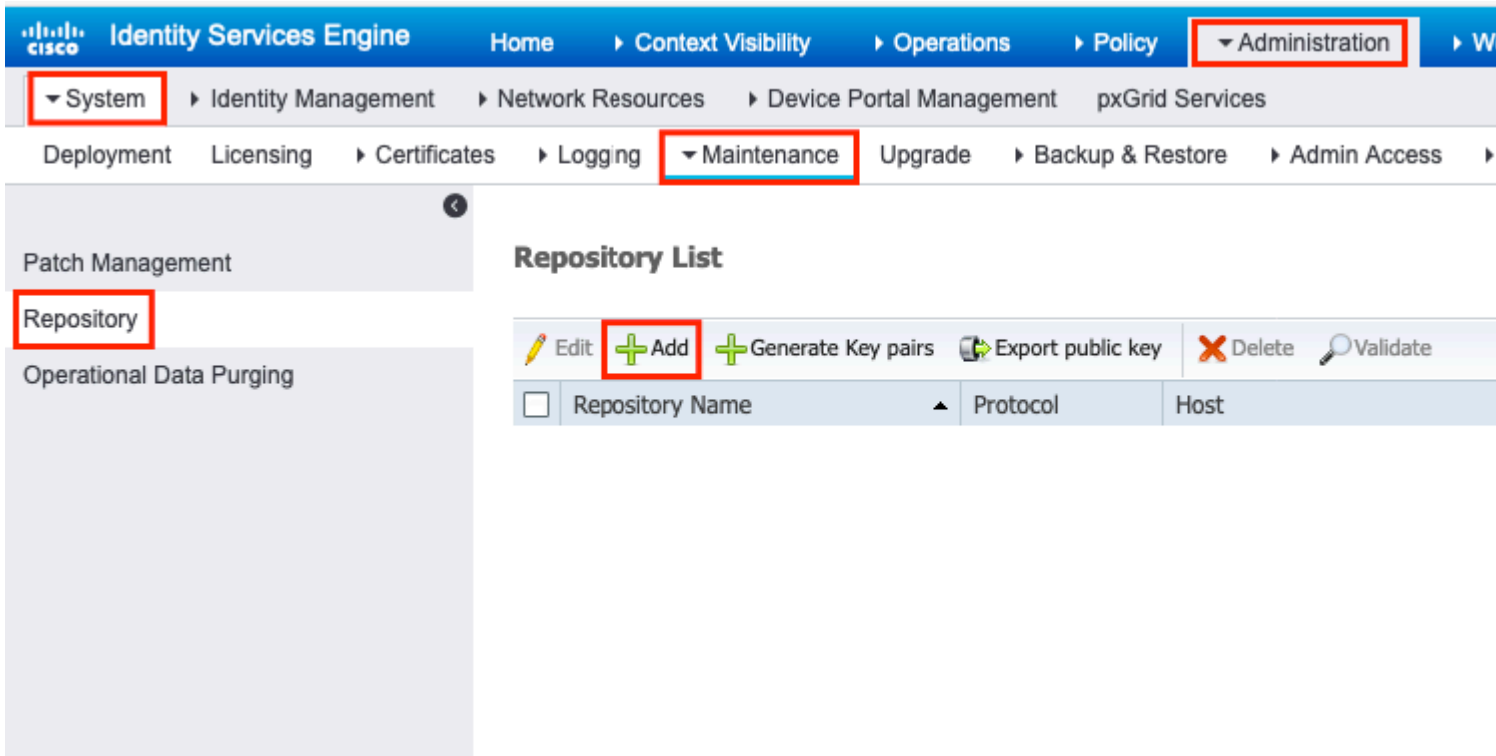 cisco Identity Services Engine Home Context Visibility Operations Policy Administration W
System Identity Management Network Resources Device Portal Management pxGrid Services
Deployment Licensing Certificates Logging Maintenance Upgrade Backup & Restore Admin Access
Patch Management
Repository
Operational Data Purging
Repository List
Edit Add Generate Key pairs Export public key Delete Validate
Repository Name Protocol Host